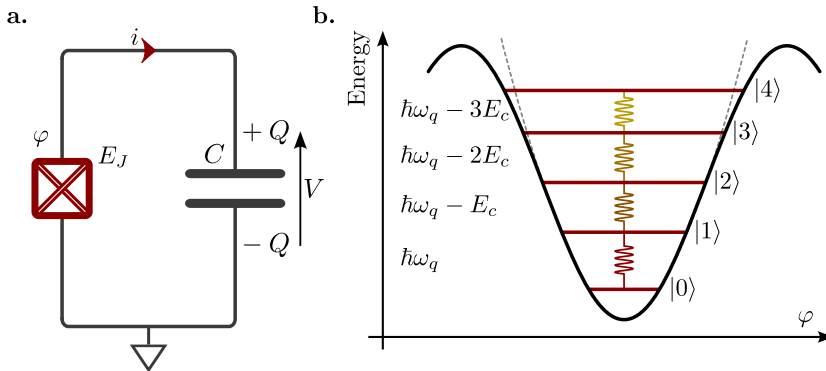 a.
i
φ
E_J
C
+ Q
V
− Q
b.
Energy
|4⟩
ℏω_q − 3E_c
|3⟩
ℏω_q − 2E_c
|2⟩
ℏω_q − E_c
|1⟩
ℏω_q
|0⟩
φ